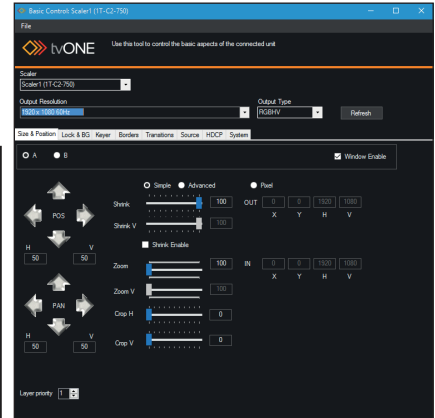 Basic Control: Scaler1 (1T-C2-750)
File
tvONE
Use this tool to control the basic aspects of the connected unit
Scaler
Scaler1 (1T-C2-750)
Output Resolution Output Type
1920 x 1080 60Hz RGBHV Refresh
Size & Position Lock & BG Keyer Borders Transitions Source HDCP System
A B Window Enable
Simple Advanced Pixel
POS
Shrink 100 OUT 0 0 1920 1080
X Y H V
Shrink V 100
H V
50 50
Shrink Enable
Zoom 100 IN 0 0 1920 1080
X Y H V
Zoom V 100
PAN
Crop H 0
H V
50 50
Crop V 0
Layer priority 1